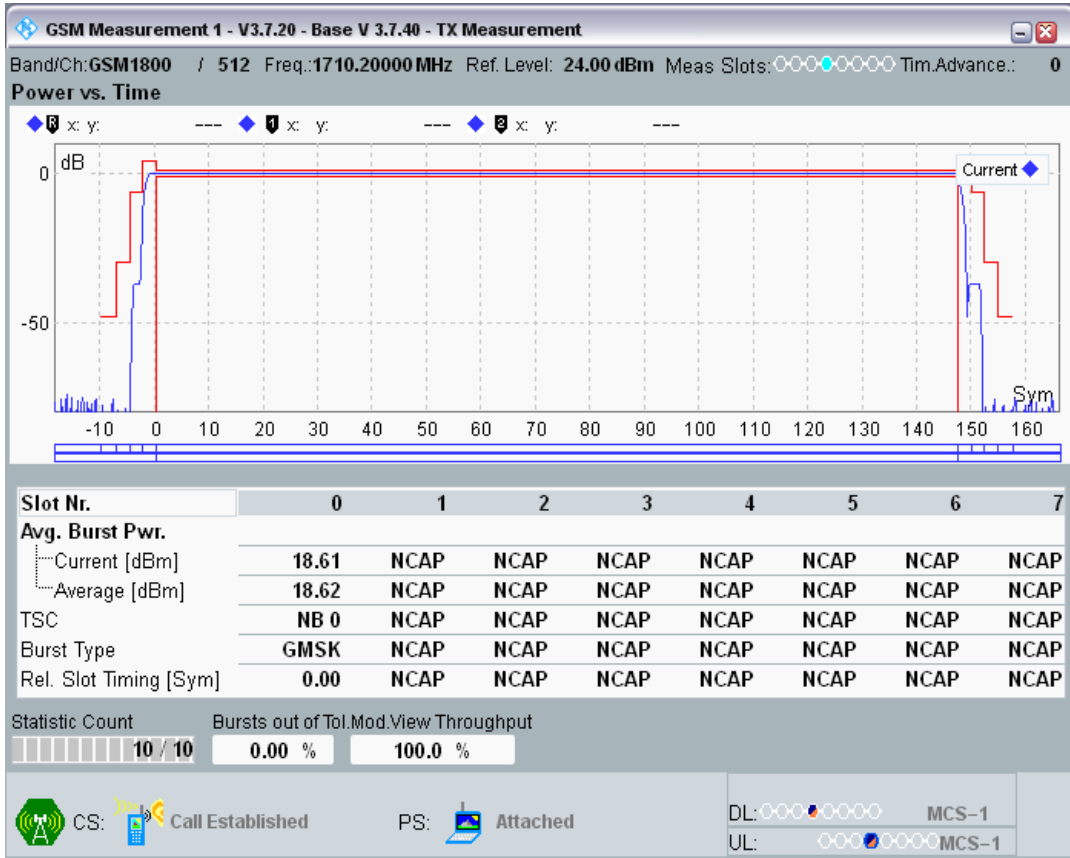 GSM Measurement 1 - V3.7.20 - Base V 3.7.40 - TX Measurement
Band/Ch:GSM1800 / 512 Freq.:1710.20000 MHz Ref. Level: 24.00 dBm Meas Slots: Tim.Advance.: 0
Power vs. Time
R x: y: --- 1 x: y: --- 2 x: y: ---
dB
0
Current
-50
Sym
-10 0 10 20 30 40 50 60 70 80 90 100 110 120 130 140 150 160
Slot Nr. 0 1 2 3 4 5 6 7
Avg. Burst Pwr.
Current [dBm] 18.61 NCAP NCAP NCAP NCAP NCAP NCAP NCAP
Average [dBm] 18.62 NCAP NCAP NCAP NCAP NCAP NCAP NCAP
TSC NB 0 NCAP NCAP NCAP NCAP NCAP NCAP NCAP
Burst Type GMSK NCAP NCAP NCAP NCAP NCAP NCAP NCAP
Rel. Slot Timing [Sym] 0.00 NCAP NCAP NCAP NCAP NCAP NCAP NCAP
Statistic Count Bursts out of Tol.Mod.View Throughput
10 / 10 0.00 % 100.0 %
CS: Call Established PS: Attached
DL: MCS-1
UL: MCS-1